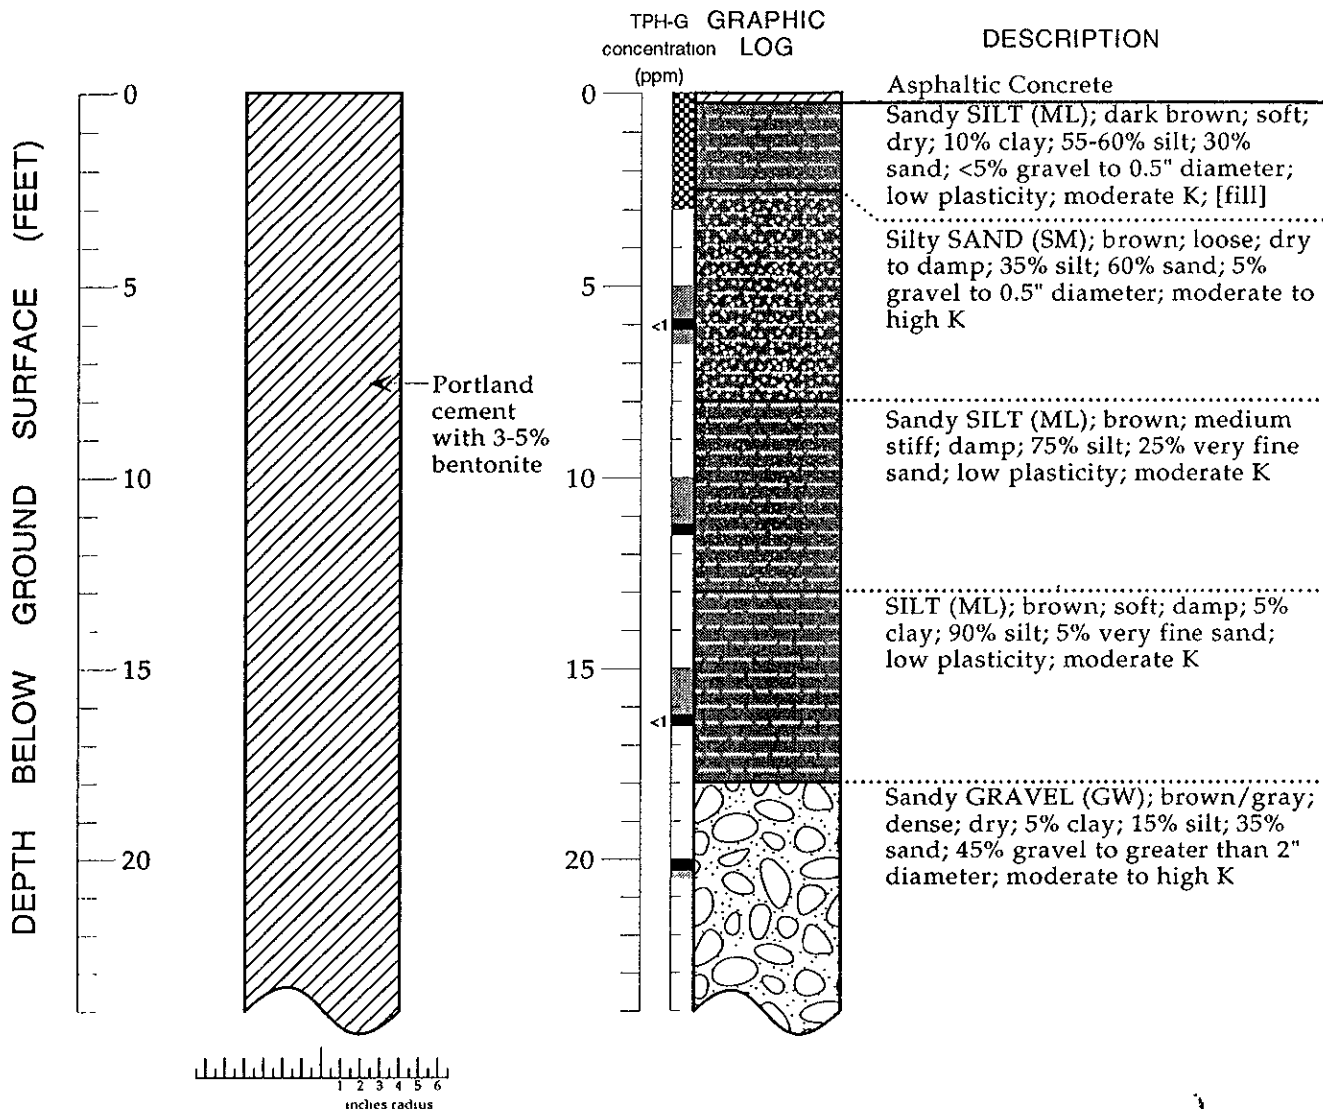 TPH-G
concentration
(ppm)
GRAPHIC
LOG
DESCRIPTION
DEPTH BELOW GROUND SURFACE (FEET)
0
5
10
15
20
Portland
cement
with 3-5%
bentonite
1 2 3 4 5 6
inches radius
0
5
10
15
20
<1
<1
Asphaltic Concrete
Sandy SILT (ML); dark brown; soft;
dry; 10% clay; 55-60% silt; 30%
sand; <5% gravel to 0.5" diameter;
low plasticity; moderate K; [fill]
Silty SAND (SM); brown; loose; dry
to damp; 35% silt; 60% sand; 5%
gravel to 0.5" diameter; moderate to
high K
Sandy SILT (ML); brown; medium
stiff; damp; 75% silt; 25% very fine
sand; low plasticity; moderate K
SILT (ML); brown; soft; damp; 5%
clay; 90% silt; 5% very fine sand;
low plasticity; moderate K
Sandy GRAVEL (GW); brown/gray;
dense; dry; 5% clay; 15% silt; 35%
sand; 45% gravel to greater than 2"
diameter; moderate to high K